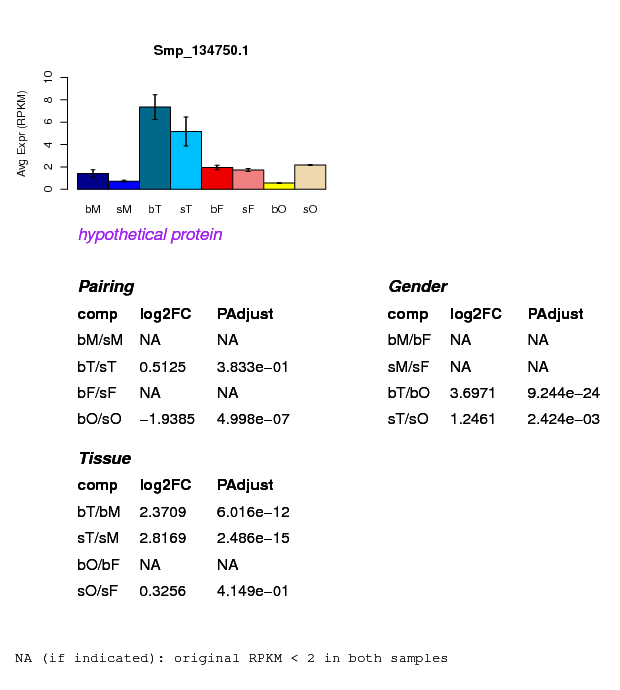 Smp_134750.1
Avg Expr (RPKM)
10
8
6
4
2
0
bM sM bT sT bF sF bO sO
hypothetical protein
Pairing
comp log2FC PAdjust
bM/sM NA NA
bT/sT 0.5125 3.833e−01
bF/sF NA NA
bO/sO −1.9385 4.998e−07
Gender
comp log2FC PAdjust
bM/bF NA NA
sM/sF NA NA
bT/bO 3.6971 9.244e−24
sT/sO 1.2461 2.424e−03
Tissue
comp log2FC PAdjust
bT/bM 2.3709 6.016e−12
sT/sM 2.8169 2.486e−15
bO/bF NA NA
sO/sF 0.3256 4.149e−01
NA (if indicated): original RPKM < 2 in both samples